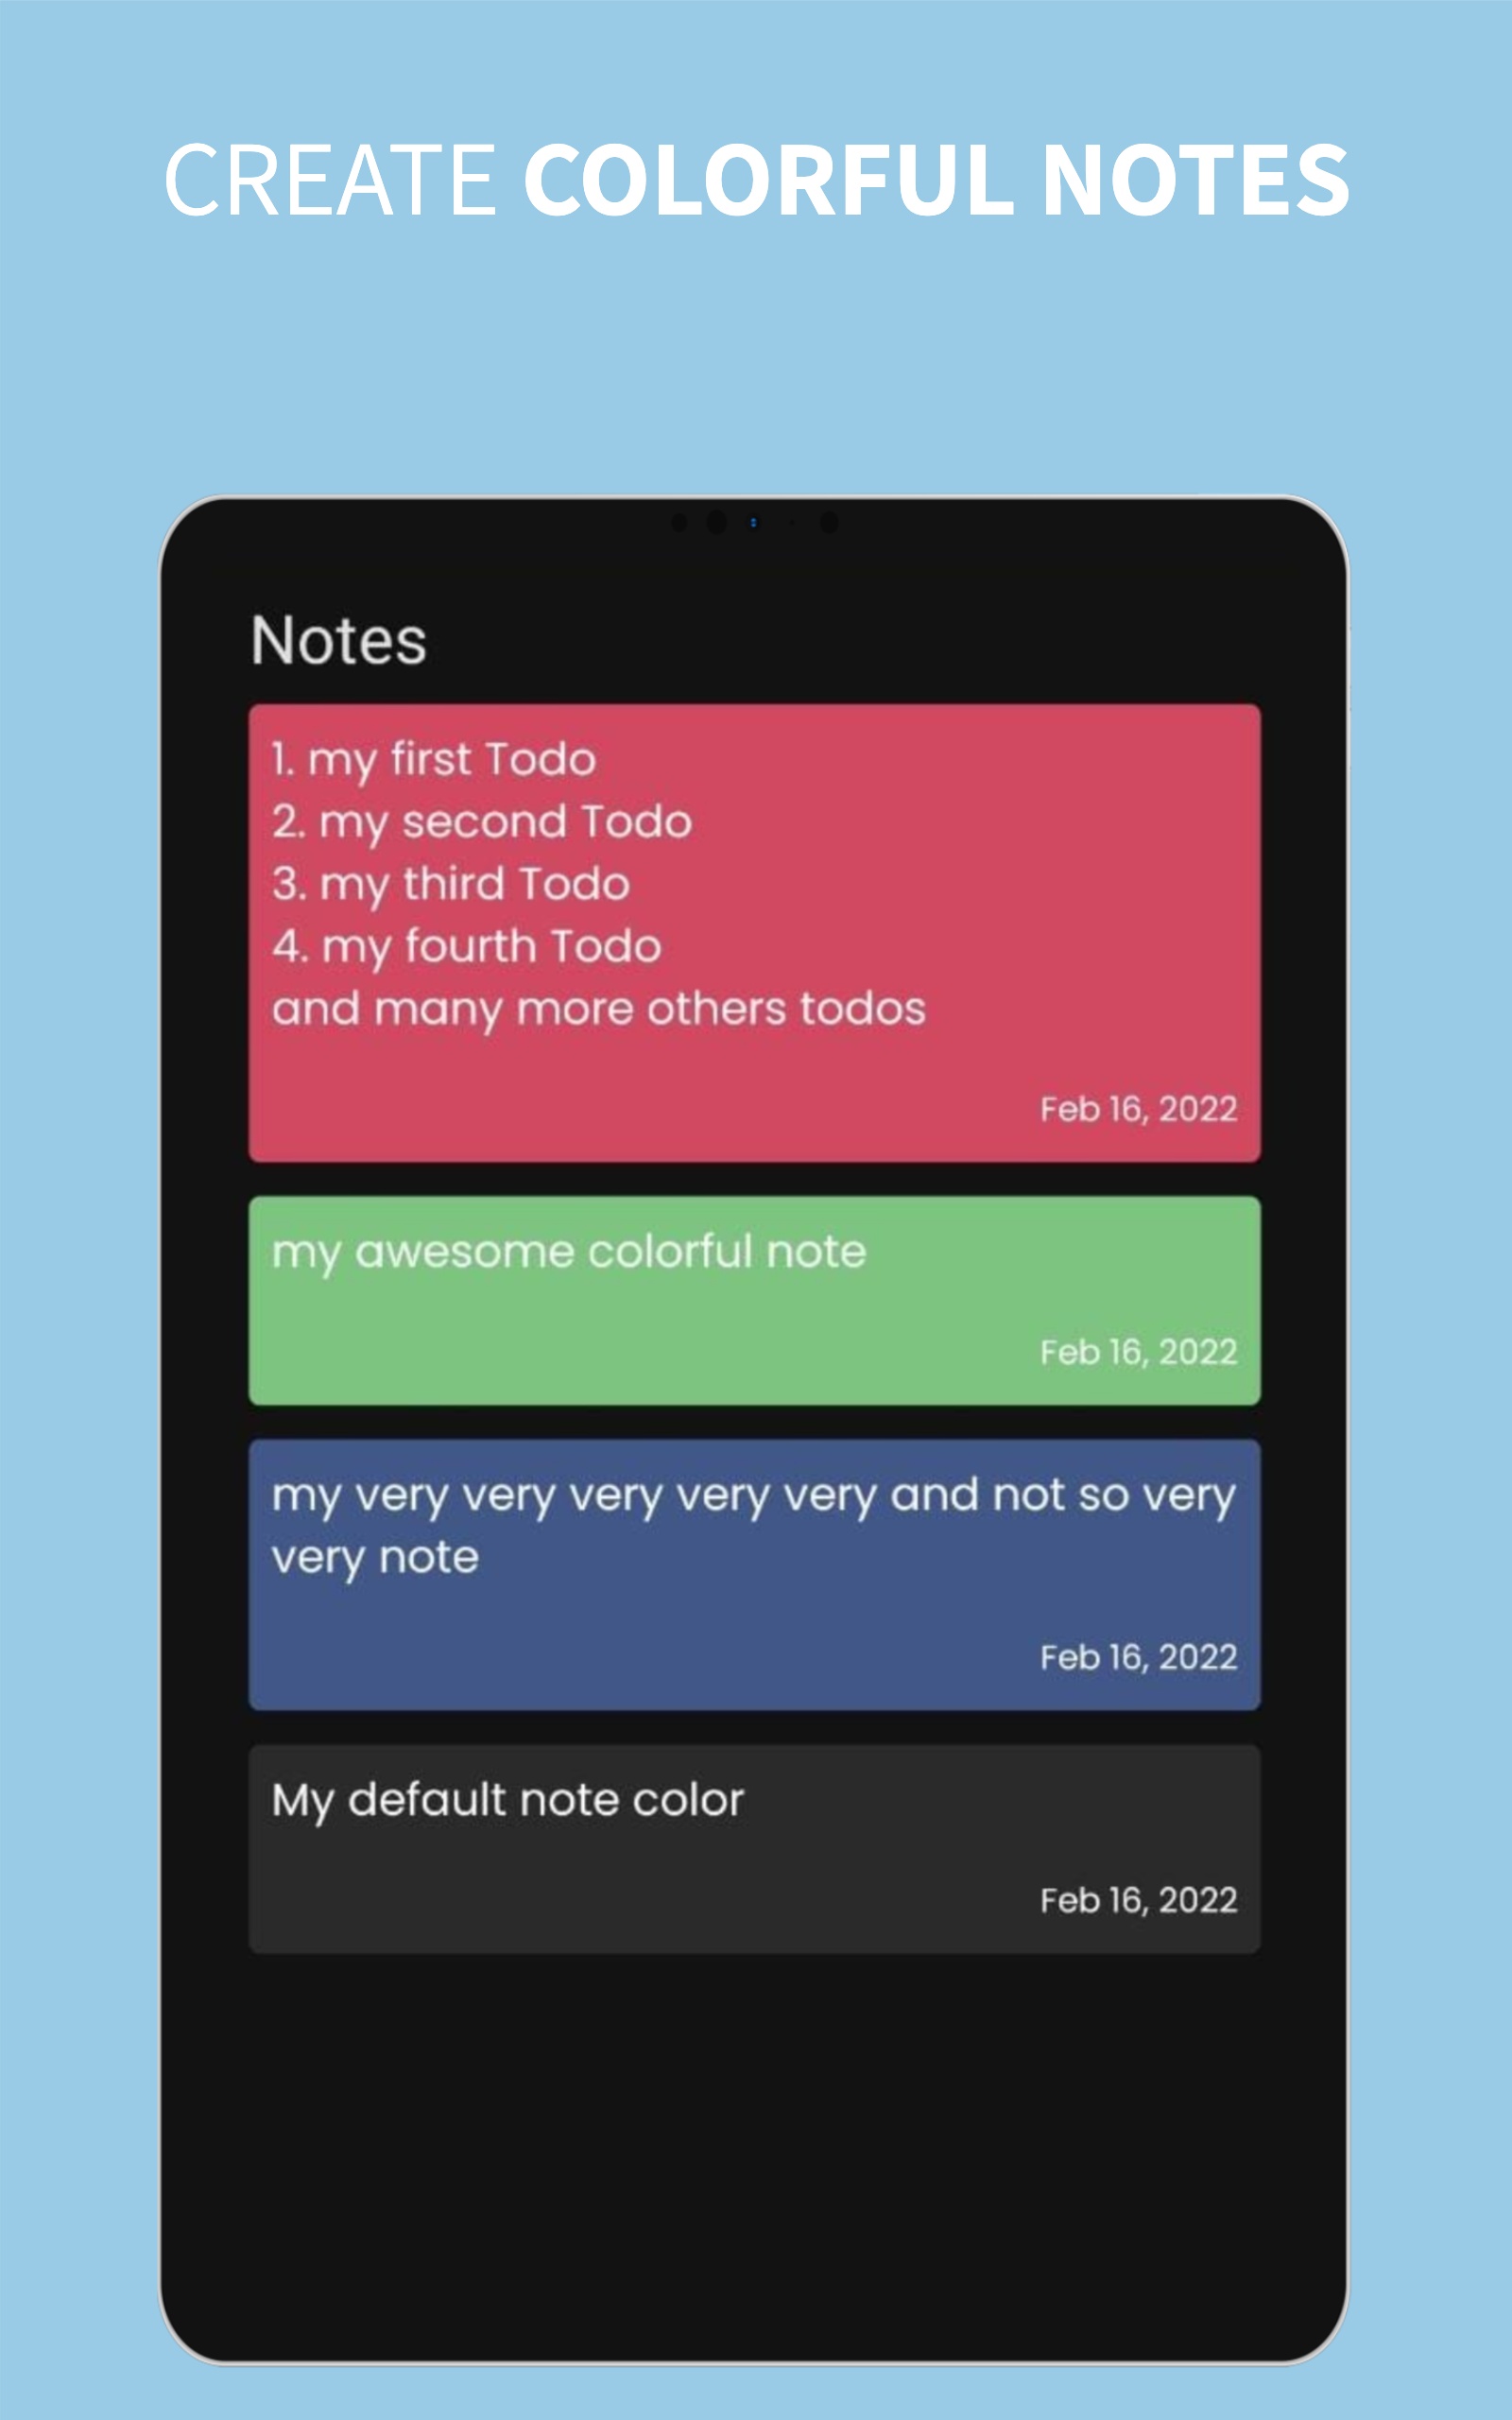 CREATE COLORFUL NOTES
Notes
1. my first Todo
2. my second Todo
3. my third Todo
4. my fourth Todo
and many more others todos
Feb 16, 2022
my awesome colorful note
Feb 16, 2022
my very very very very very and not so very
very note
Feb 16, 2022
My default note color
Feb 16, 2022